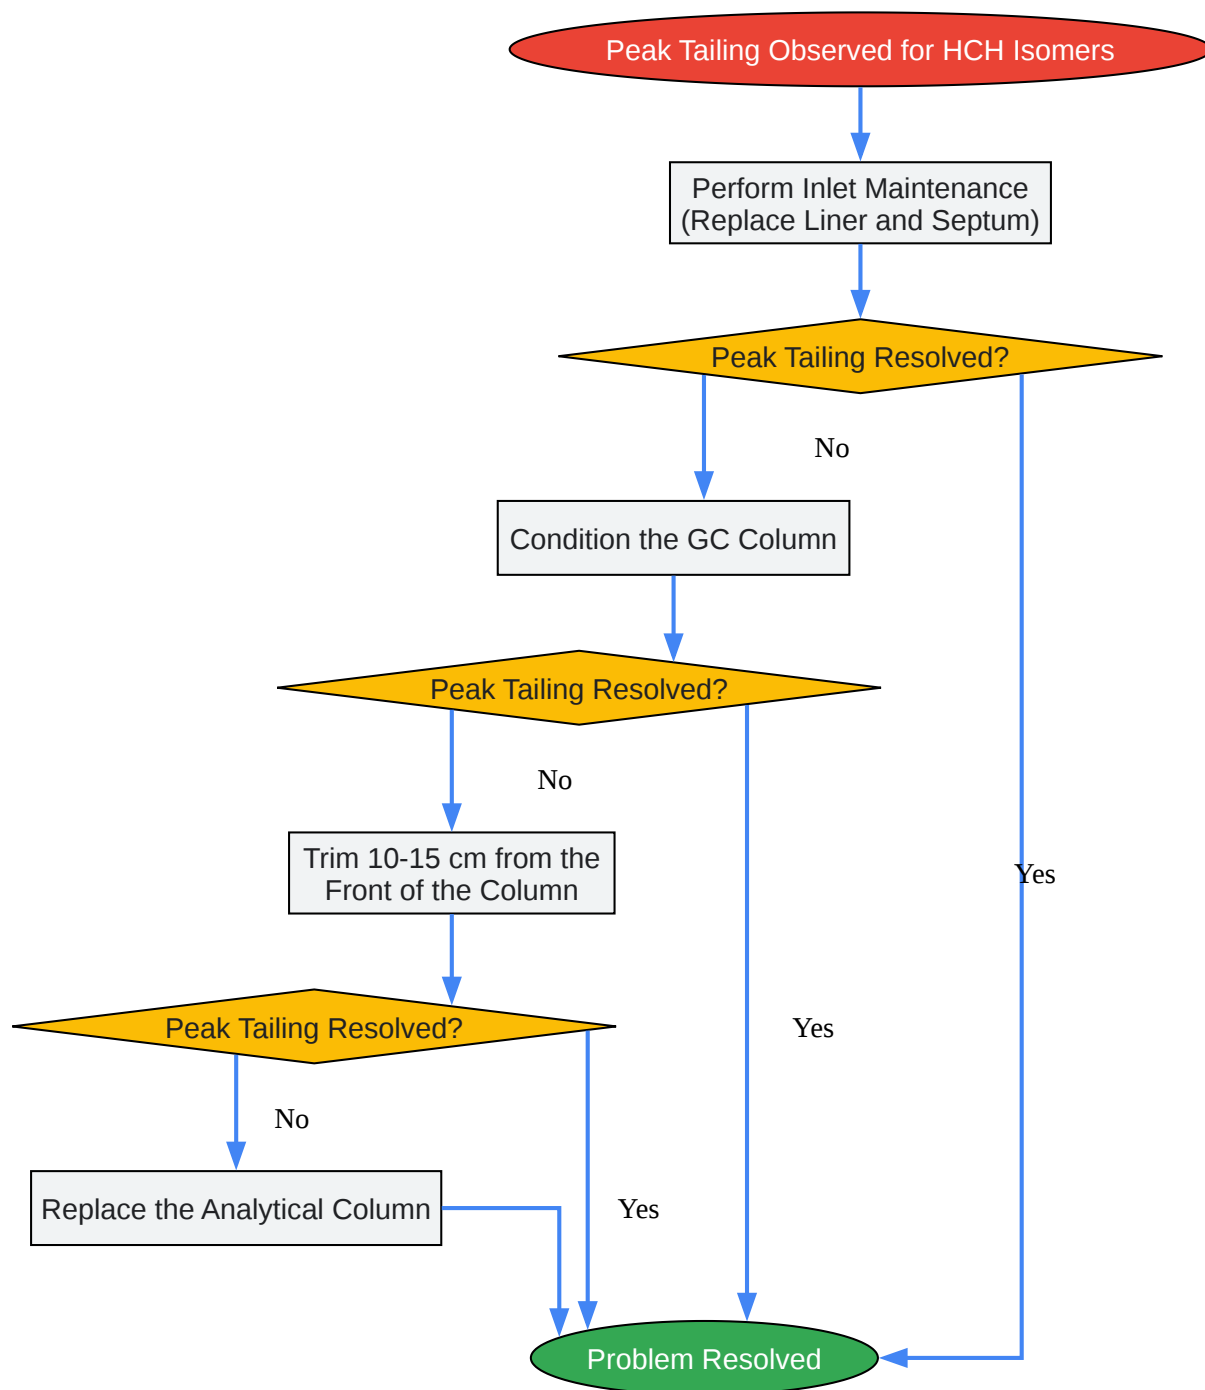 Peak Tailing Observed for HCH Isomers
Perform Inlet Maintenance
(Replace Liner and Septum)
Peak Tailing Resolved?
No
Condition the GC Column
Peak Tailing Resolved?
No
Trim 10-15 cm from the
Front of the Column
Yes
Peak Tailing Resolved?
Yes
No
Replace the Analytical Column
Yes
Problem Resolved